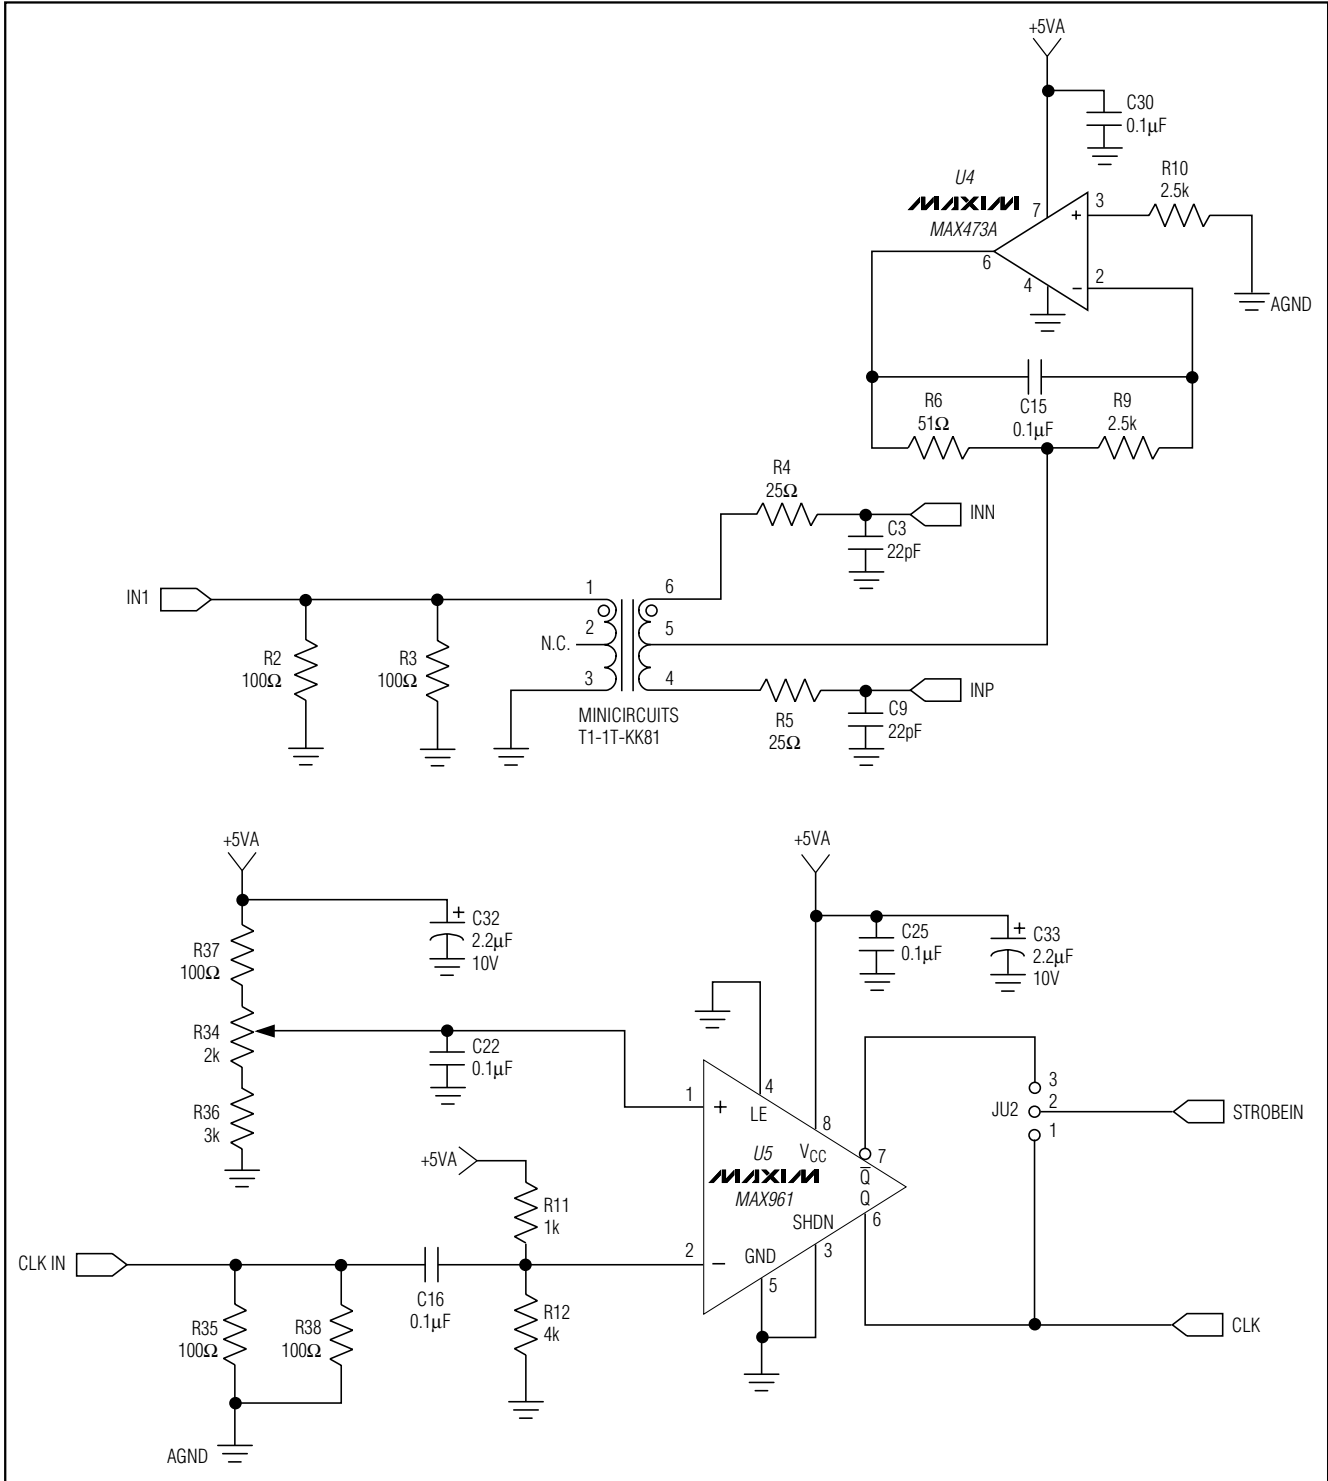 +5VA
C30
0.1µF
R10
2.5k
U4
MAXIM
MAX473A
7
3
+
6
4
2
−
AGND
R6
51Ω
C15
0.1µF
R9
2.5k
R4
25Ω
INN
C3
22pF
IN1
1
6
2
5
N.C.
3
4
R2
100Ω
R3
100Ω
MINICIRCUITS
T1-1T-KK81
R5
25Ω
INP
C9
22pF
+5VA
+5VA
R37
100Ω
+
C32
2.2µF
10V
C25
0.1µF
+
C33
2.2µF
10V
R34
2k
C22
0.1µF
R36
3k
1
+
4
LE
8
VCC
U5
MAXIM
MAX961
7
Q̅
Q
6
SHDN
3
GND
5
2
−
3
JU2
2
1
STROBEIN
+5VA
R11
1k
CLK IN
C16
0.1µF
R12
4k
R35
100Ω
R38
100Ω
CLK
AGND